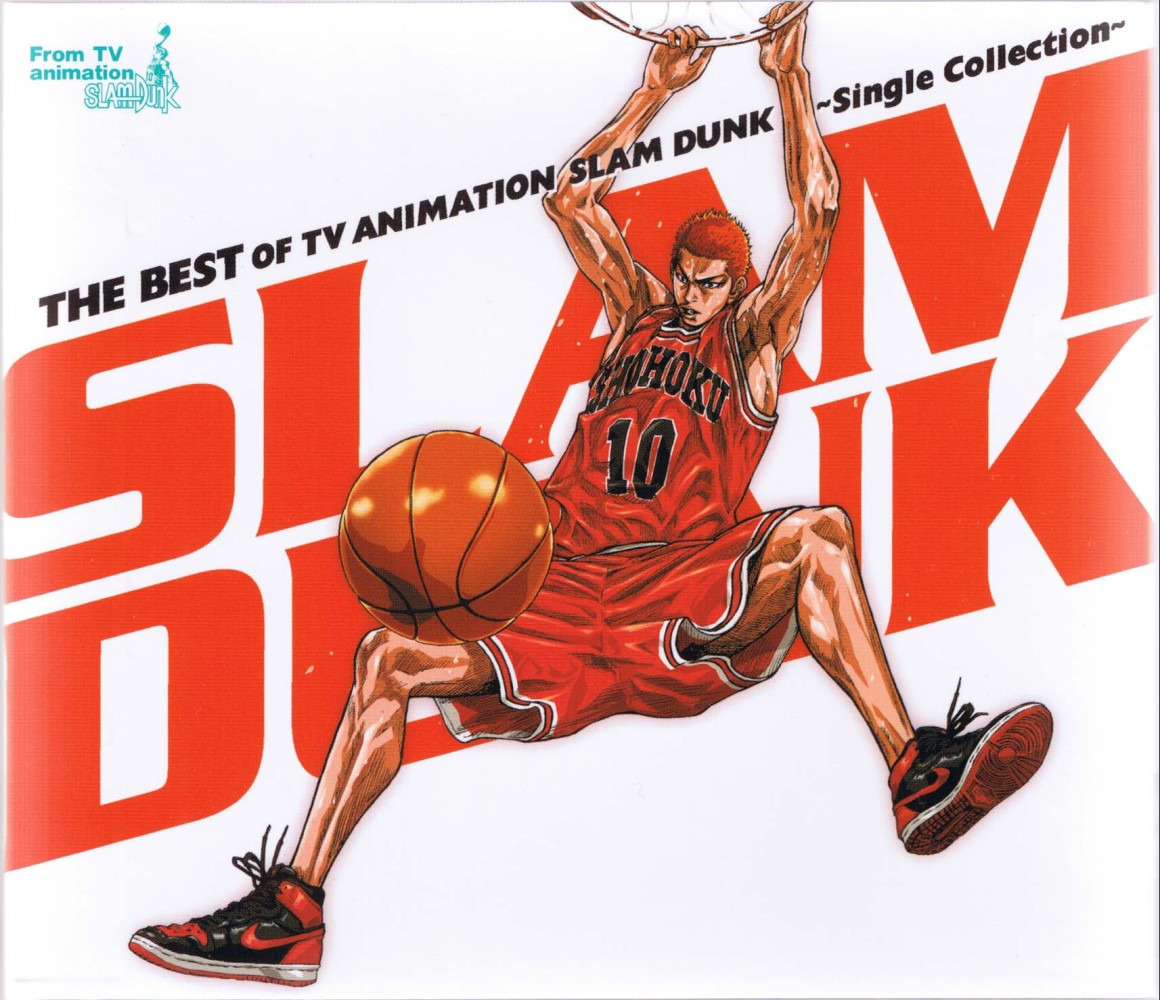 From TV
animation
SLAM DUNK
THE BEST OF TV ANIMATION SLAM DUNK ~Single Collection~
SLAM
DUNK
SHOHOKU
10